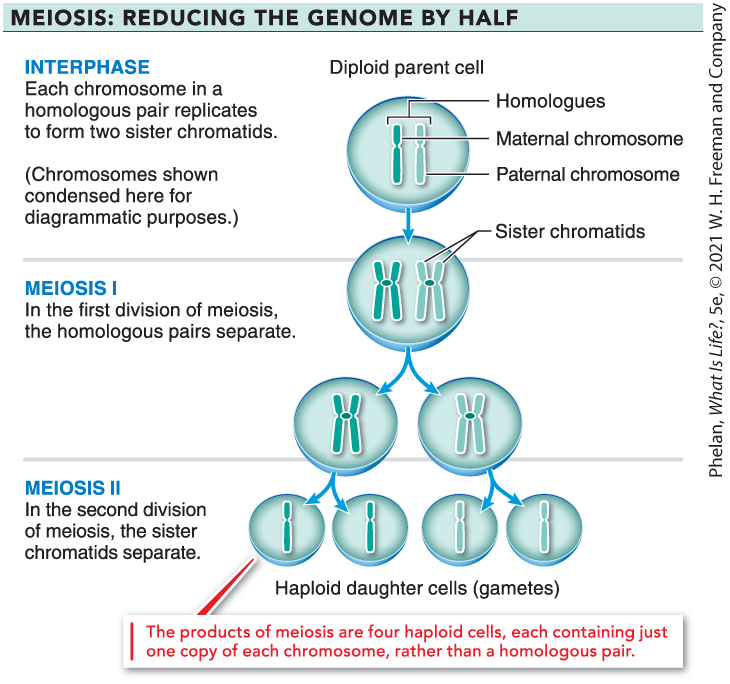 MEIOSIS: REDUCING THE GENOME BY HALF
INTERPHASE
Each chromosome in a
homologous pair replicates
to form two sister chromatids.
(Chromosomes shown
condensed here for
diagrammatic purposes.)
Diploid parent cell
Homologues
Maternal chromosome
Paternal chromosome
Sister chromatids
MEIOSIS I
In the first division of meiosis,
the homologous pairs separate.
MEIOSIS II
In the second division
of meiosis, the sister
chromatids separate.
Haploid daughter cells (gametes)
The products of meiosis are four haploid cells, each containing just
one copy of each chromosome, rather than a homologous pair.
Phelan, What Is Life?, 5e, © 2021 W. H. Freeman and Company